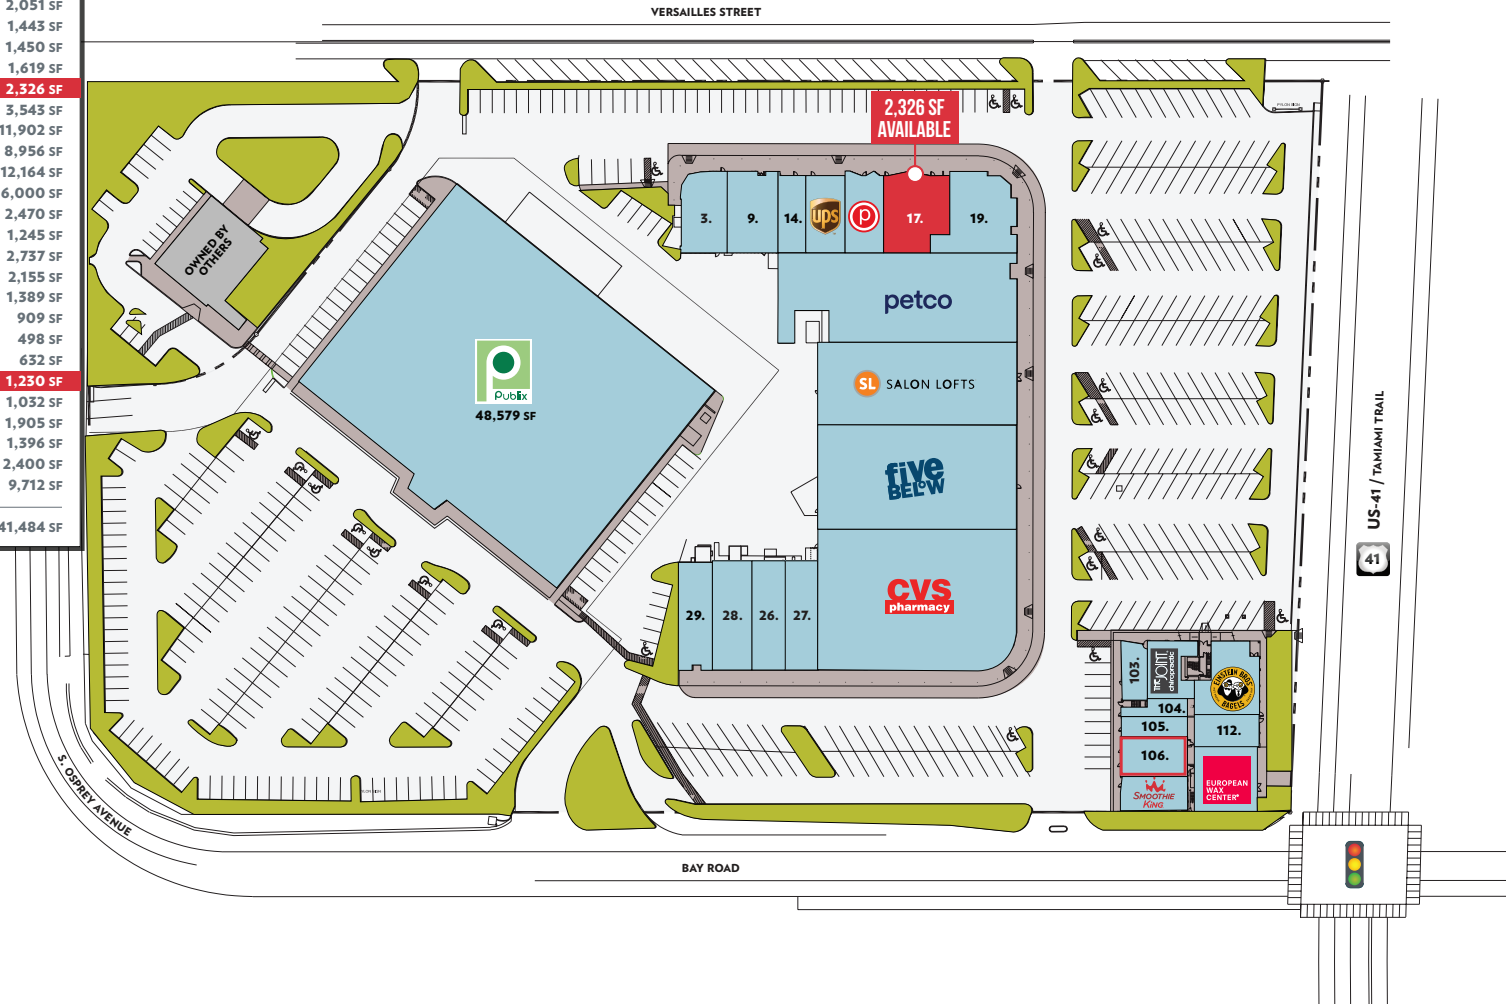 2,051 SF
1,443 SF
1,450 SF
1,619 SF
2,326 SF
3,543 SF
11,902 SF
8,956 SF
12,164 SF
6,000 SF
2,470 SF
1,245 SF
2,737 SF
2,155 SF
1,389 SF
909 SF
498 SF
632 SF
1,230 SF
1,032 SF
1,905 SF
1,396 SF
2,400 SF
9,712 SF
41,484 SF
VERSAILLES STREET
2,326 SF
AVAILABLE
3.
9.
14.
ups
p
17.
19.
OWNED BY
OTHERS
petco
SL SALON LOFTS
Publix
48,579 SF
five
BEL°W
CVS
pharmacy
29.
28.
26.
27.
US-41 / TAMIAMI TRAIL
41
PYLON SIGN
103.
THE JOINT
chiropractic
EINSTEIN BROS
BAGELS
104.
105.
112.
106.
SMOOTHIE
KING
EUROPEAN
WAX
CENTER
S. OSPREY AVENUE
BAY ROAD